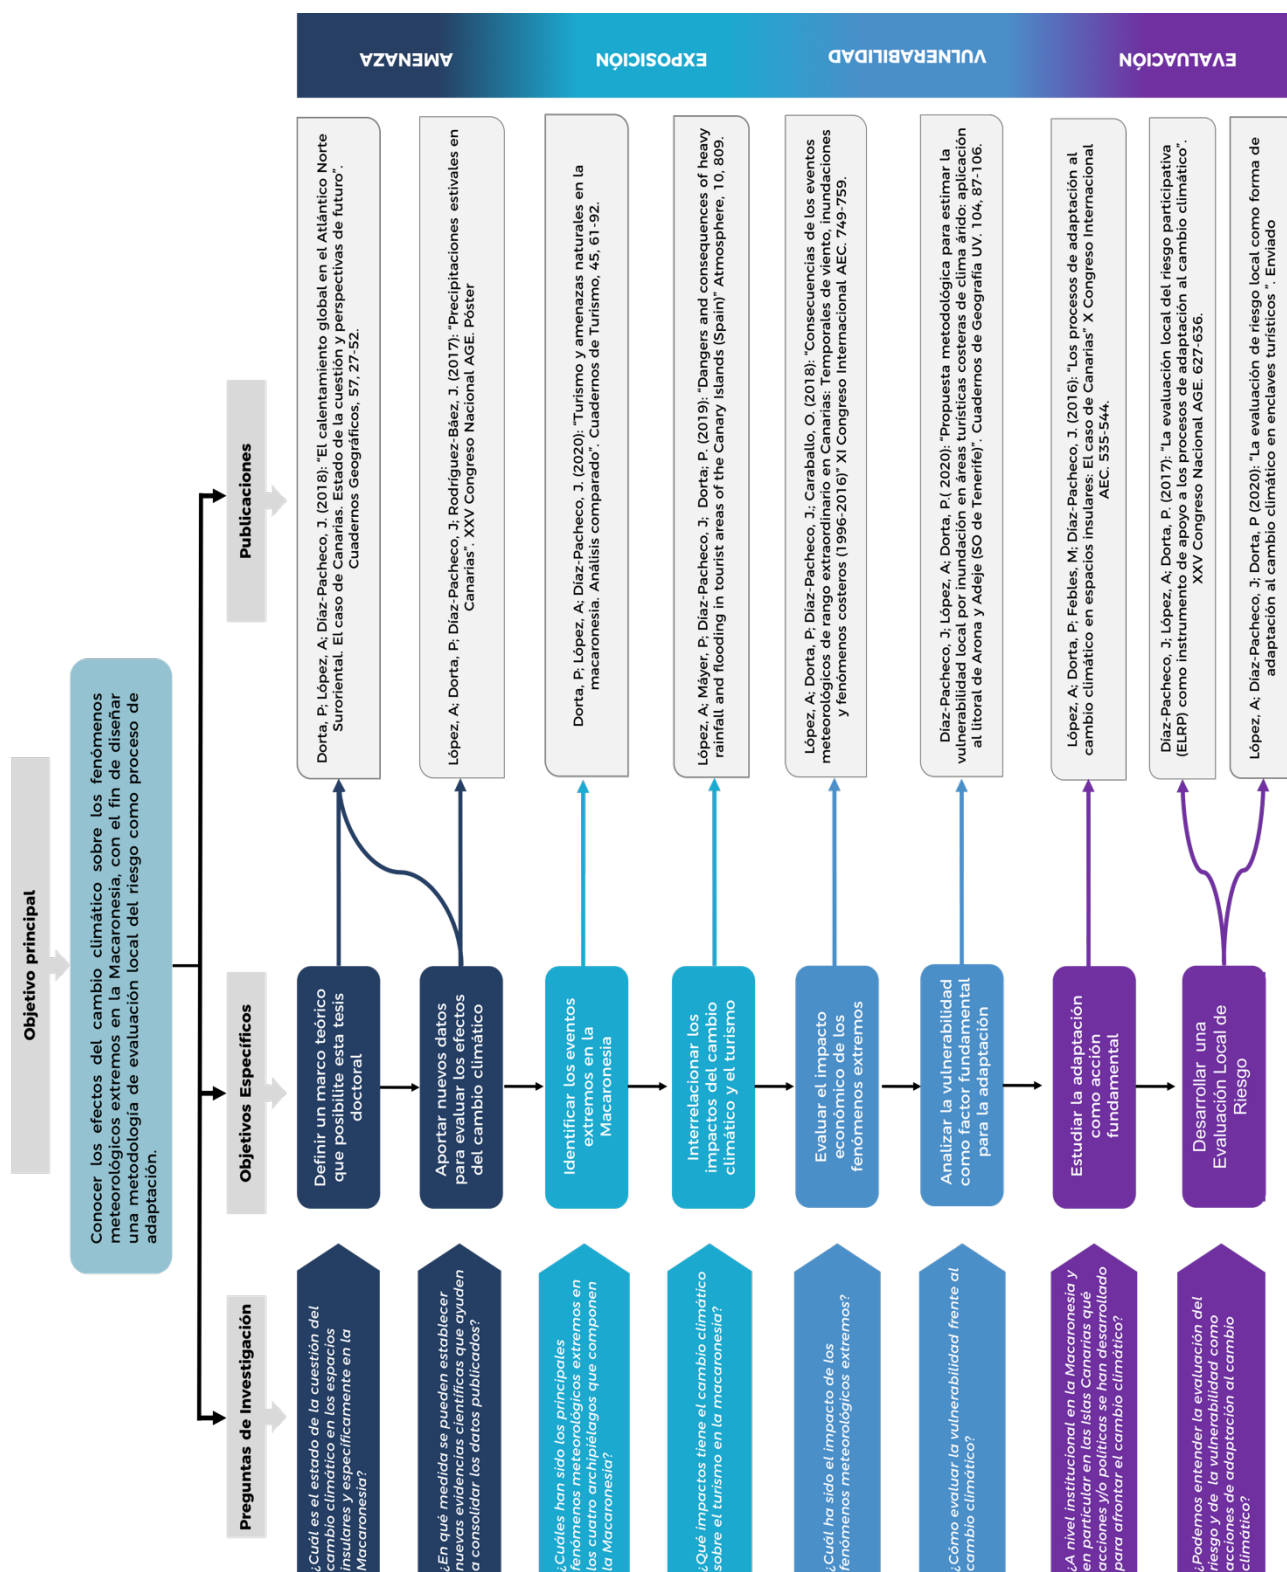 Objetivo principal
Conocer los efectos del cambio climático sobre los fenómenos
meteorológicos extremos en la Macaronesia, con el fin de diseñar
una metodología de evaluación local del riesgo como proceso de
adaptación.
Preguntas de Investigación
Objetivos Específicos
Publicaciones
¿Cuál es el estado de la cuestión del
cambio climático en los espacios
insulares y específicamente en la
Macaronesia?
Definir un marco teórico
que posibilite esta tesis
doctoral
Dorta, P; López, A; Díaz-Pacheco, J. (2018): "El calentamiento global en el Atlántico Norte
Suroriental. El caso de Canarias. Estado de la cuestión y perspectivas de futuro".
Cuadernos Geográficos, 57, 27-52.
AMENAZA
¿En qué medida se pueden establecer
nuevas evidencias científicas que ayuden
a consolidar los datos publicados?
Aportar nuevos datos
para evaluar los efectos
del cambio climático
López, A; Dorta, P; Díaz-Pacheco, J; Rodríguez-Báez, J. (2017): "Precipitaciones estivales en
Canarias". XXV Congreso Nacional AGE. Póster
¿Cuáles han sido los principales
fenómenos meteorológicos extremos en
los cuatro archipiélagos que componen
la Macaronesia?
Identificar los eventos
extremos en la
Macaronesia
Dorta, P; López, A; Díaz-Pacheco, J. (2020): "Turismo y amenazas naturales en la
macaronesia. Análisis comparado". Cuadernos de Turismo, 45, 61-92.
EXPOSICIÓN
¿Qué impactos tiene el cambio climático
sobre el turismo en la macaronesia?
Interrelacionar los
impactos del cambio
climático y el turismo
López, A; Máyer, P; Díaz-Pacheco, J; Dorta; P. (2019): "Dangers and consequences of heavy
rainfall and flooding in tourist areas of the Canary Islands (Spain)" Atmosphere, 10, 809.
¿Cuál ha sido el impacto de los
fenómenos meteorológicos extremos?
Evaluar el impacto
económico de los
fenómenos extremos
López, A; Dorta, P; Díaz-Pacheco, J; Caraballo, O. (2018): "Consecuencias de los eventos
meteorológicos de rango extraordinario en Canarias: Temporales de viento, inundaciones
y fenómenos costeros (1996-2016)" XI Congreso Internacional AEC. 749-759.
VULNERABILIDAD
¿Cómo evaluar la vulnerabilidad frente al
cambio climático?
Analizar la vulnerabilidad
como factor fundamental
para la adaptación
Díaz-Pacheco, J; López, A; Dorta, P.( 2020): "Propuesta metodológica para estimar la
vulnerabilidad local por inundación en áreas turísticas costeras de clima árido: aplicación
al litoral de Arona y Adeje (SO de Tenerife)". Cuadernos de Geografía UV. 104, 87-106.
¿A nivel institucional en la Macaronesia y
en particular en las Islas Canarias qué
acciones y/o políticas se han desarrollado
para afrontar el cambio climático?
Estudiar la adaptación
como acción
fundamental
López, A; Dorta, P; Febles, M; Díaz-Pacheco, J. (2016): "Los procesos de adaptación al
cambio climático en espacios insulares: El caso de Canarias" X Congreso Internacional
AEC. 535-544.
EVALUACIÓN
¿Podemos entender la evaluación del
riesgo y de la vulnerabilidad como
acciones de adaptación al cambio
climático?
Desarrollar una
Evaluación Local de
Riesgo
Díaz-Pacheco, J; López, A; Dorta, P. (2017): "La evaluación local del riesgo participativa
(ELRP) como instrumento de apoyo a los procesos de adaptación al cambio climático".
XXV Congreso Nacional AGE. 627-636.
López, A; Díaz-Pacheco, J; Dorta, P (2020): "La evaluación de riesgo local como forma de
adaptación al cambio climático en enclaves turísticos ". Enviado